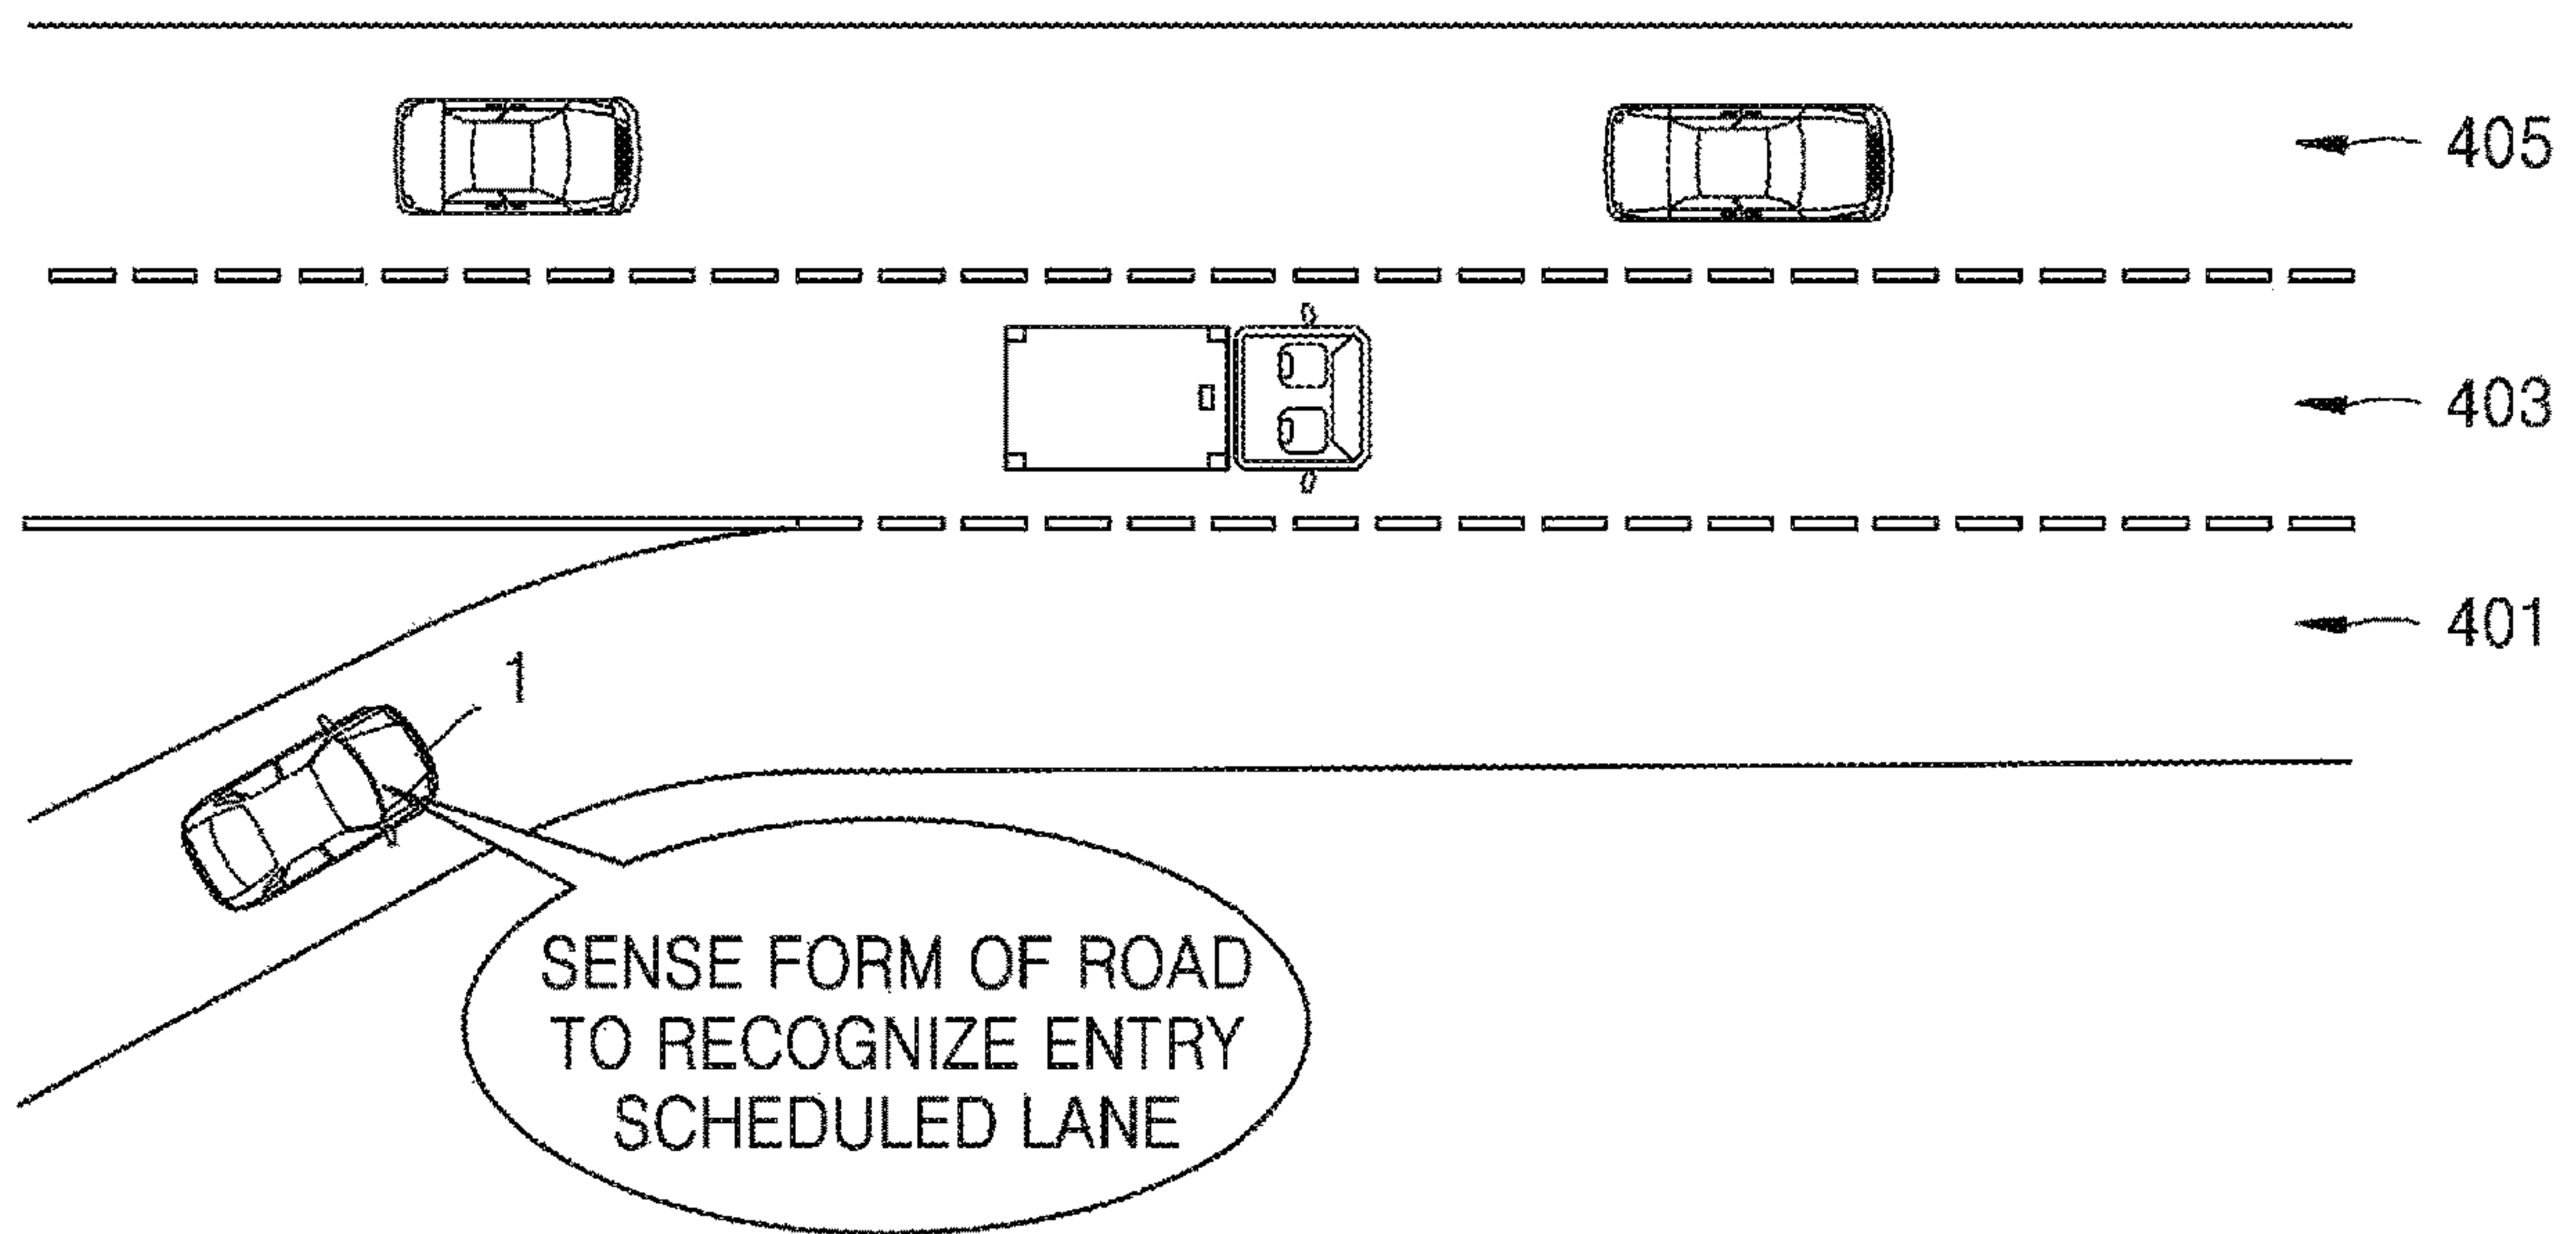 405
403
401
1
SENSE FORM OF ROAD
TO RECOGNIZE ENTRY
SCHEDULED LANE